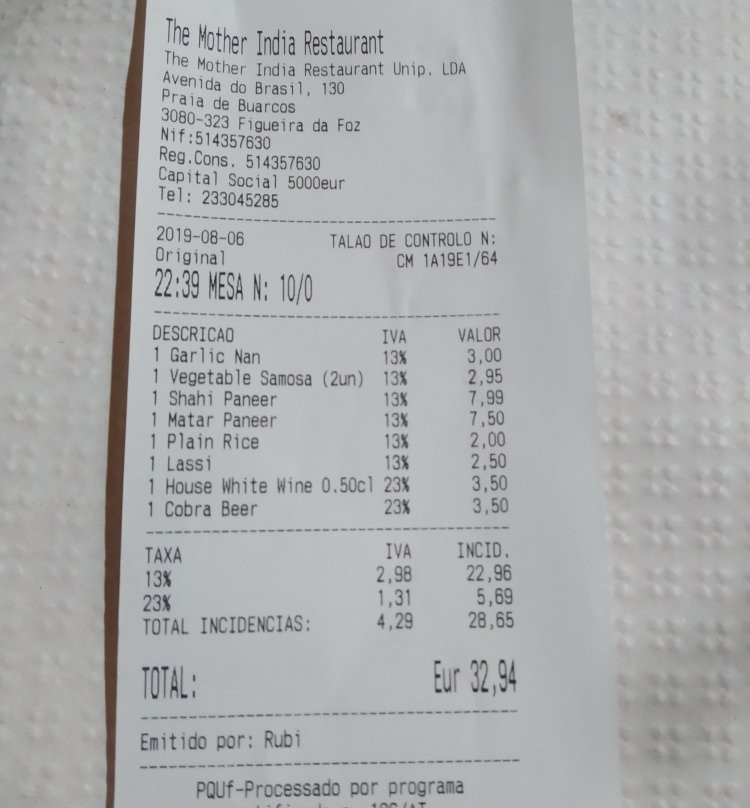 The Mother India Restaurant
The Mother India Restaurant Unip. LDA
Avenida do Brasil, 130
Praia de Buarcos
3080-323 Figueira da Foz
Nif:514357630
Reg.Cons. 514357630
Capital Social 5000eur
Tel: 233045285
2019-08-06 TALAO DE CONTROLO N:
Original CM 1A19E1/64
22:39 MESA N: 10/0
DESCRICAO IVA VALOR
1 Garlic Nan 13% 3,00
1 Vegetable Samosa (2un) 13% 2,95
1 Shahi Paneer 13% 7,99
1 Matar Paneer 13% 7,50
1 Plain Rice 13% 2,00
1 Lassi 13% 2,50
1 House White Wine 0.50cl 23% 3,50
1 Cobra Beer 23% 3,50
TAXA IVA INCID.
13% 2,98 22,96
23% 1,31 5,69
TOTAL INCIDENCIAS: 4,29 28,65
TOTAL: Eur 32,94
Emitido por: Rubi
PQUf-Processado por programa